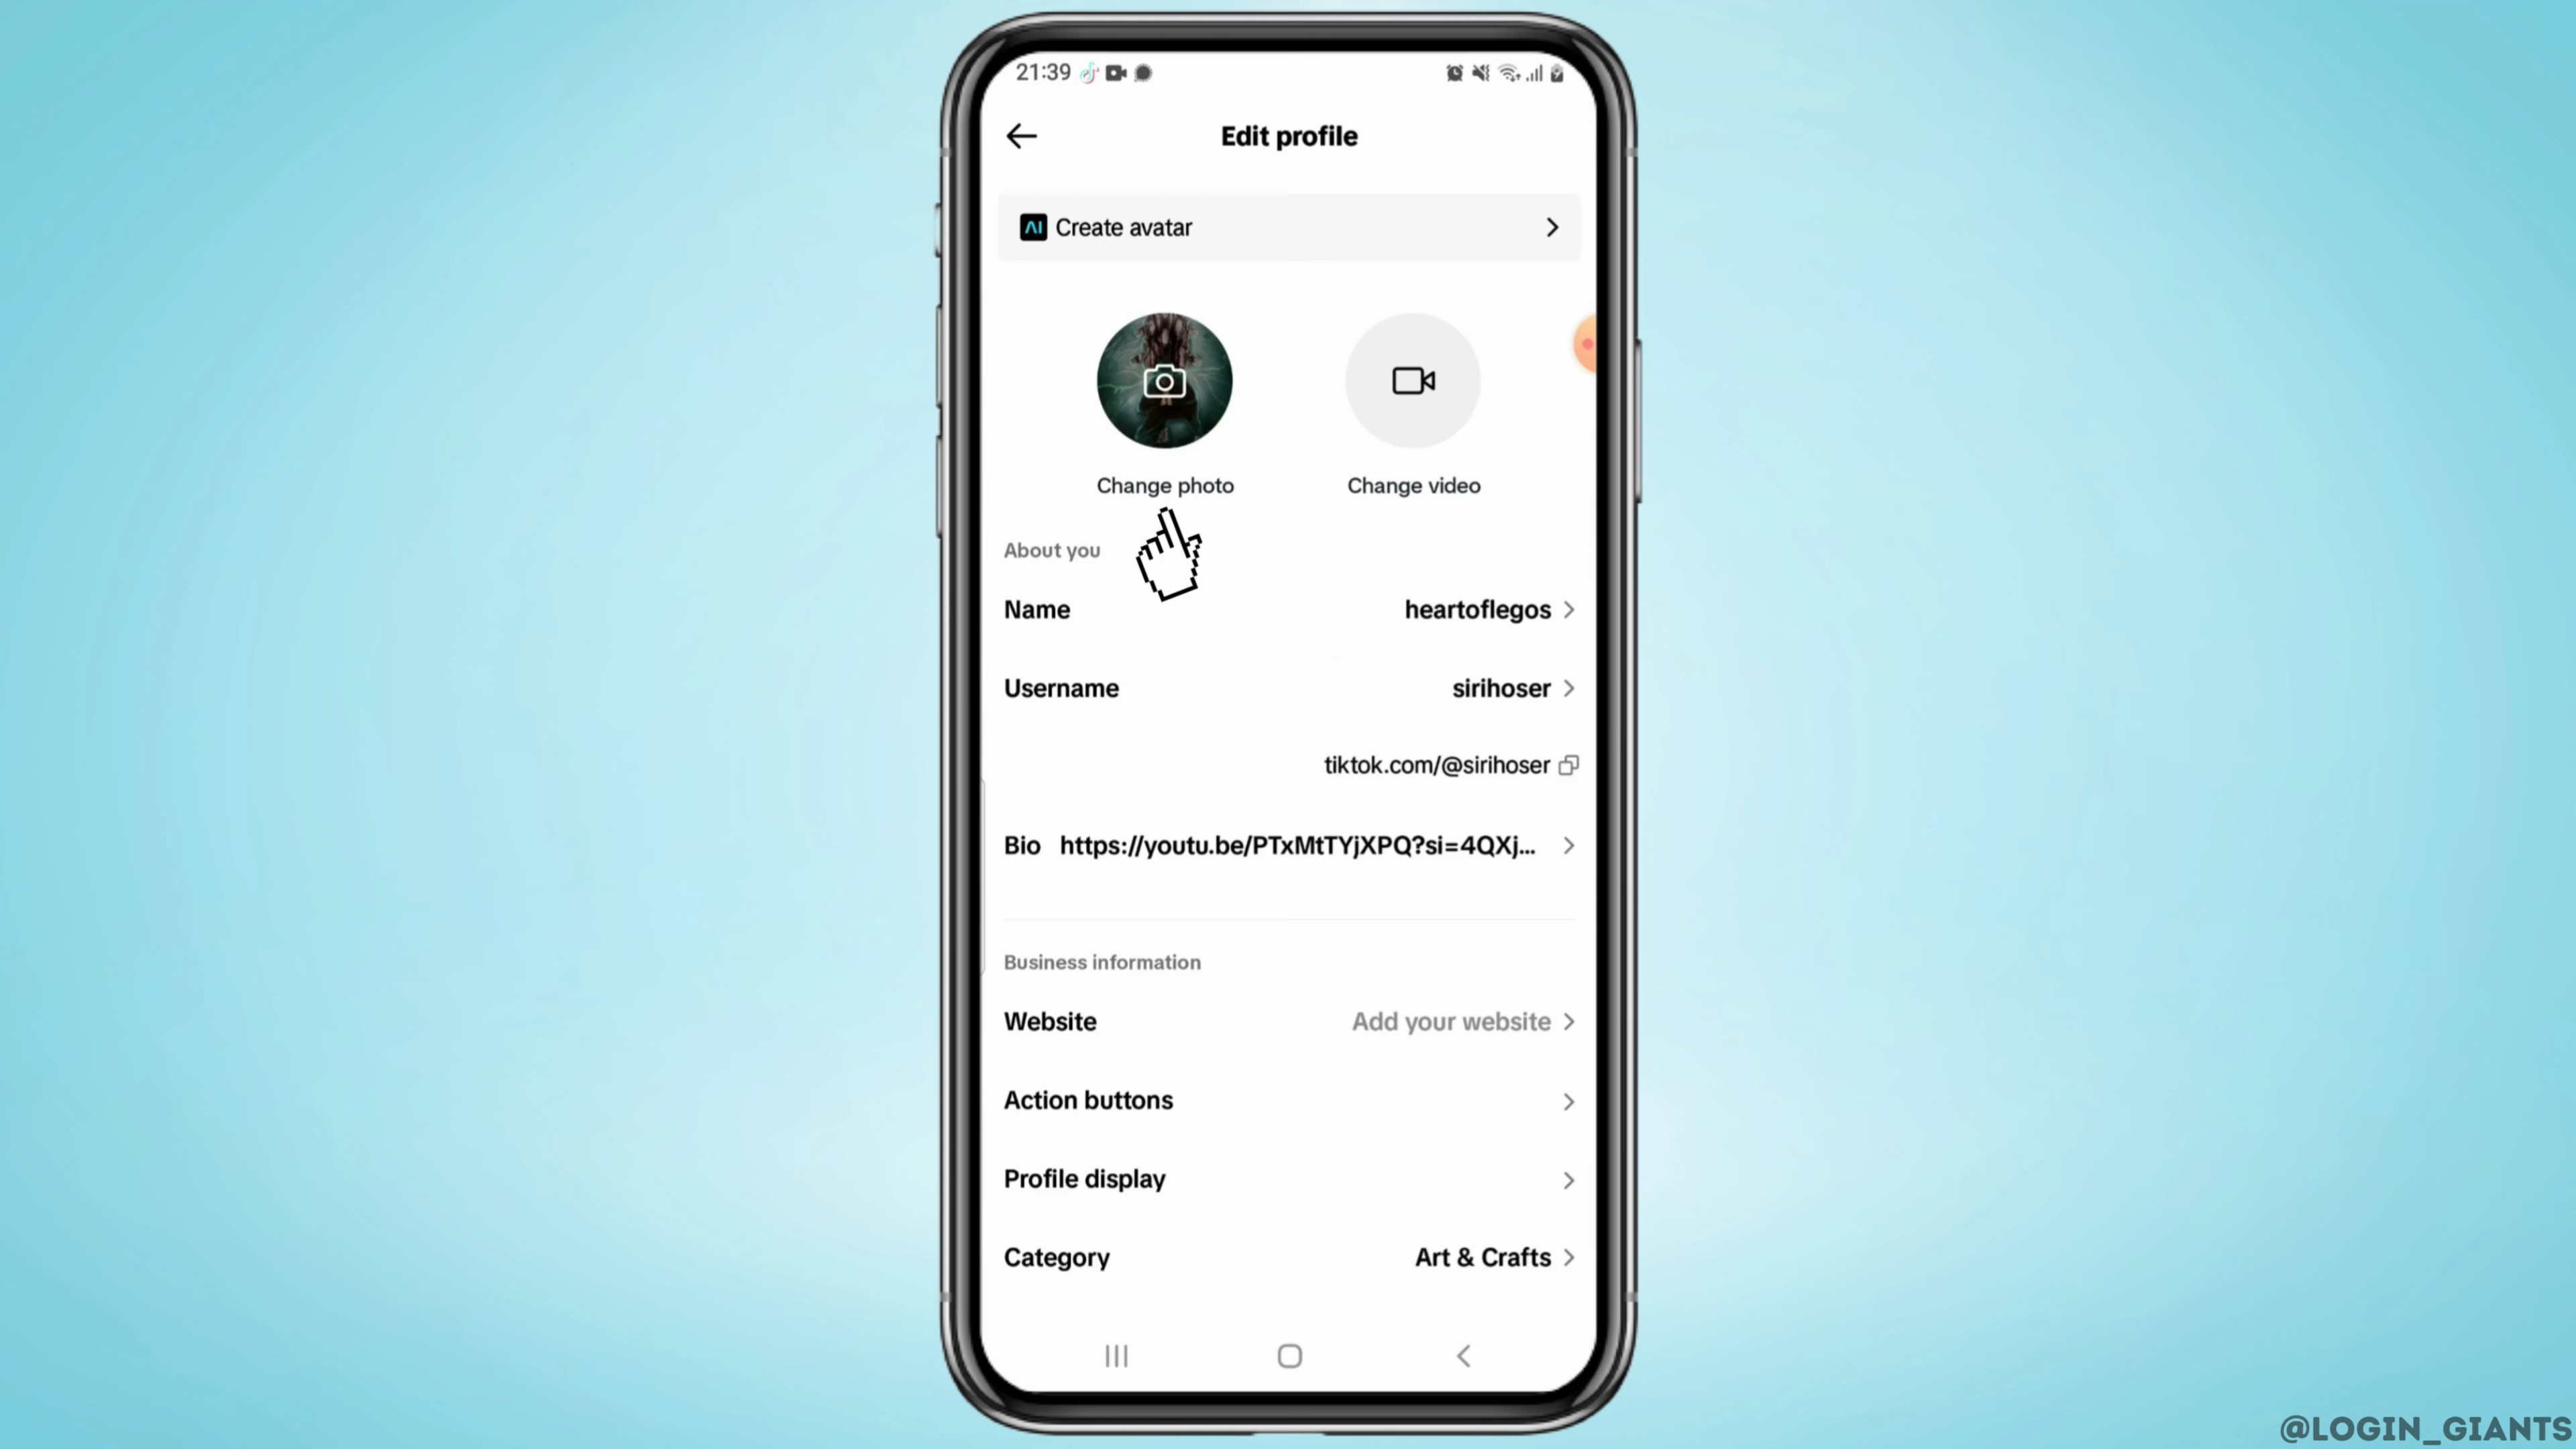 21:39
Edit profile
AI Create avatar
Change photo
Change video
About you
Name heartoflegos
Username sirihoser
tiktok.com/@sirihoser
Bio https://youtu.be/PTxMtTYjXPQ?si=4QXj...
Business information
Website Add your website
Action buttons
Profile display
Category Art & Crafts
@LOGIN_GIANTS